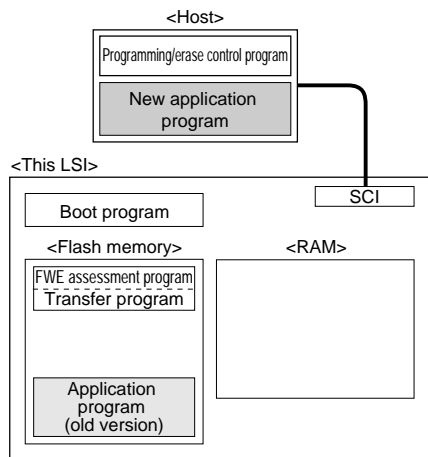 <Host>
Programming/erase control program
New application
program
<This LSI>
SCI
Boot program
<Flash memory>
<RAM>
FWE assessment program
Transfer program
Application
program
(old version)